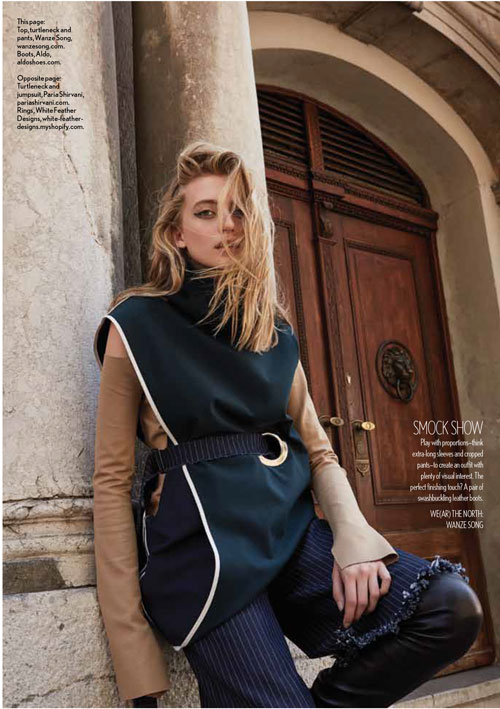 This page:
Top, turtleneck and
pants, Wanze Song,
wanzesong.com.
Boots, Aldo,
aldoshoes.com.
Opposite page:
Turtleneck and
jumpsuit, Paria Shirvani,
pariashirvani.com.
Rings, White Feather
Designs, white-feather-
designs.myshopify.com.
SMOCK SHOW
Play with proportions—think
extra-long sleeves and cropped
pants—to create an outfit with
plenty of visual interest. The
perfect finishing touch? A pair of
swashbuckling leather boots.
WE(AR) THE NORTH:
WANZE SONG